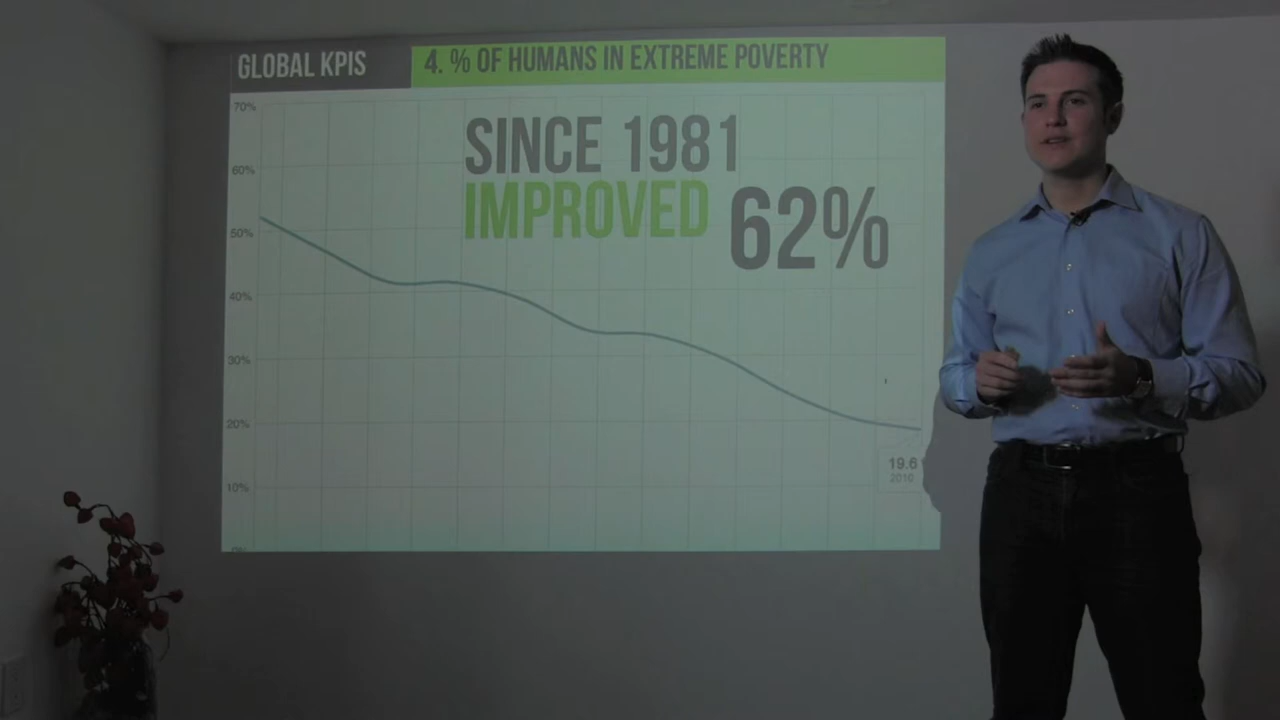 GLOBAL KPIS
4. % OF HUMANS IN EXTREME POVERTY
70%
SINCE 1981
60%
IMPROVED 62%
50%
40%
30%
20%
19.6
2010
10%